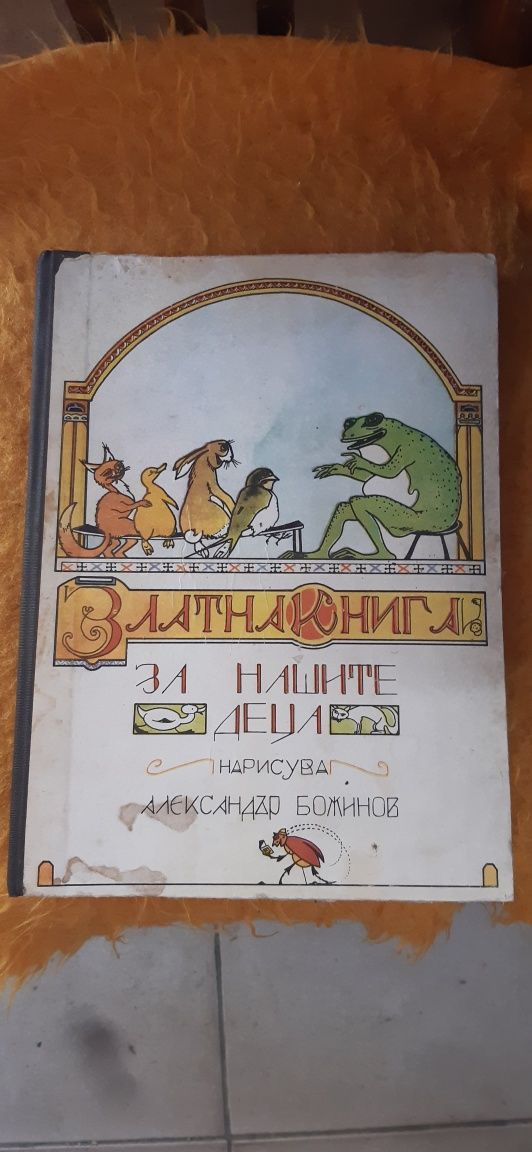 ЗЛАТНА КНИГА
ЗА НАШИТЕ
ДЕЦА
НАРИСУВА
АЛЕКСАНДЪР БОЖИНОВ